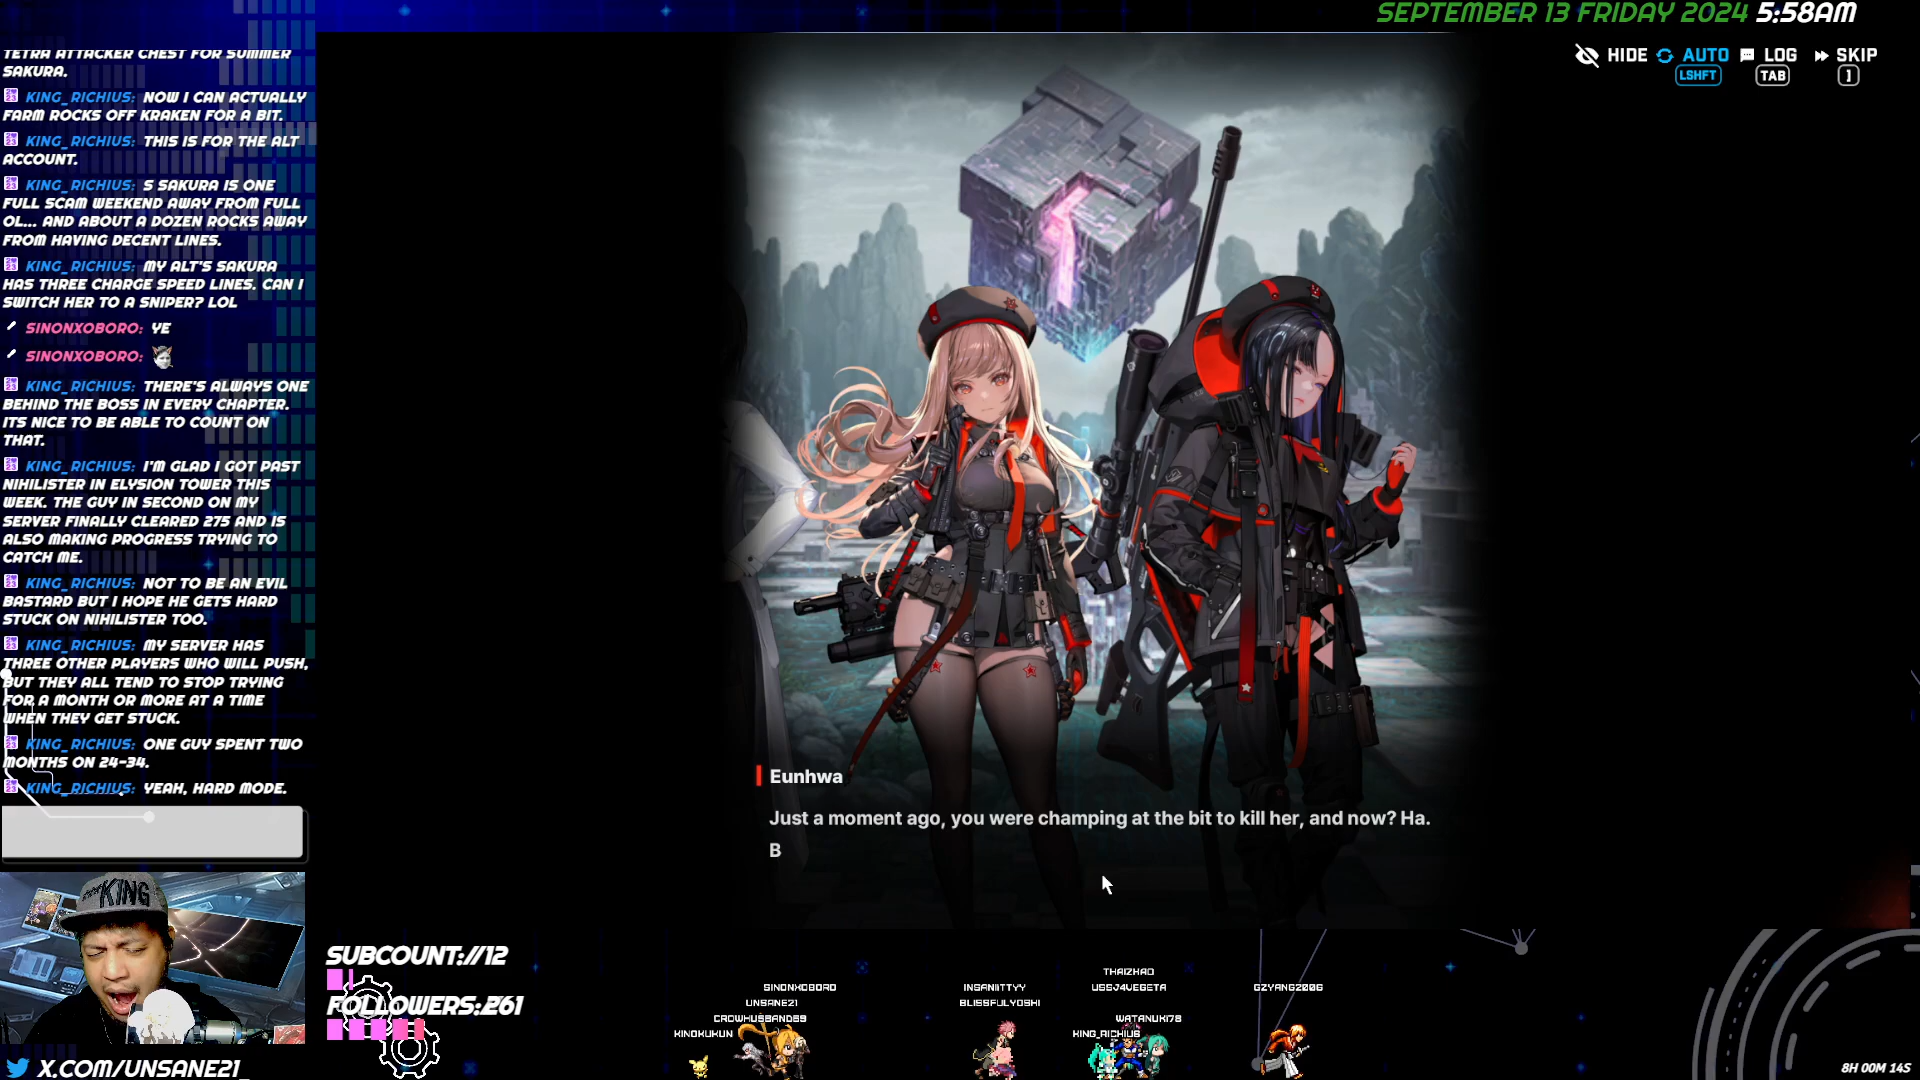 SEPTEMBER 13 FRIDAY 2024 5:58AM
HIDE AUTO LOG SKIP
LSHFT TAB ]
TETRA ATTACKER CHEST FOR SUMMER
SAKURA.
KING_RICHIUS: NOW I CAN ACTUALLY
FARM ROCKS OFF KRAKEN FOR A BIT.
KING_RICHIUS: THIS IS FOR THE ALT
ACCOUNT.
KING_RICHIUS: S SAKURA IS ONE
FULL SCAM WEEKEND AWAY FROM FULL
OL... AND ABOUT A DOZEN ROCKS AWAY
FROM HAVING DECENT LINES.
KING_RICHIUS: MY ALT'S SAKURA
HAS THREE CHARGE SPEED LINES. CAN I
SWITCH HER TO A SNIPER? LOL
SINONXOBORO: YE
SINONXOBORO:
KING_RICHIUS: THERE'S ALWAYS ONE
BEHIND THE BOSS IN EVERY CHAPTER.
ITS NICE TO BE ABLE TO COUNT ON
THAT.
KING_RICHIUS: I'M GLAD I GOT PAST
NIHILISTER IN ELYSION TOWER THIS
WEEK. THE GUY IN SECOND ON MY
SERVER FINALLY CLEARED 275 AND IS
ALSO MAKING PROGRESS TRYING TO
CATCH ME.
KING_RICHIUS: NOT TO BE AN EVIL
BASTARD BUT I HOPE HE GETS HARD
STUCK ON NIHILISTER TOO.
KING_RICHIUS: MY SERVER HAS
THREE OTHER PLAYERS WHO WILL PUSH,
BUT THEY ALL TEND TO STOP TRYING
FOR A MONTH OR MORE AT A TIME
WHEN THEY GET STUCK.
KING_RICHIUS: ONE GUY SPENT TWO
MONTHS ON 24-34.
KING_RICHIUS: YEAH, HARD MODE.
Eunhwa
Just a moment ago, you were champing at the bit to kill her, and now? Ha.
B
KING
SUBCOUNT://12
FOLLOWERS:261
X.COM/UNSANE21_
SINONXOBORO
UNSANE21
CROWHUSBAND69
KINOKUKUN
INSANIITTYY
BLISSFULYOSHI
THAIZHAO
USSJ4VEGETA
WATANUKI78
KING_RICHIUS
GZYANG2006
8H 00M 14S